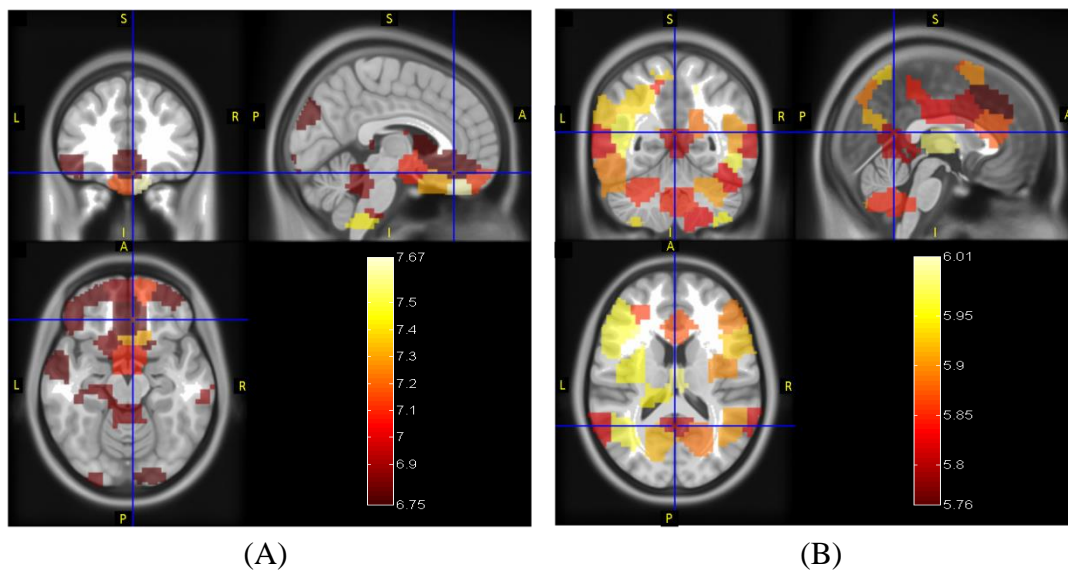 S S
L R P A
I I
A
L R
P
7.67
7.5
7.4
7.3
7.2
7.1
7
6.9
6.75
(A)
S S
L R P A
I I
A
L R
P
6.01
5.95
5.9
5.85
5.8
5.76
(B)